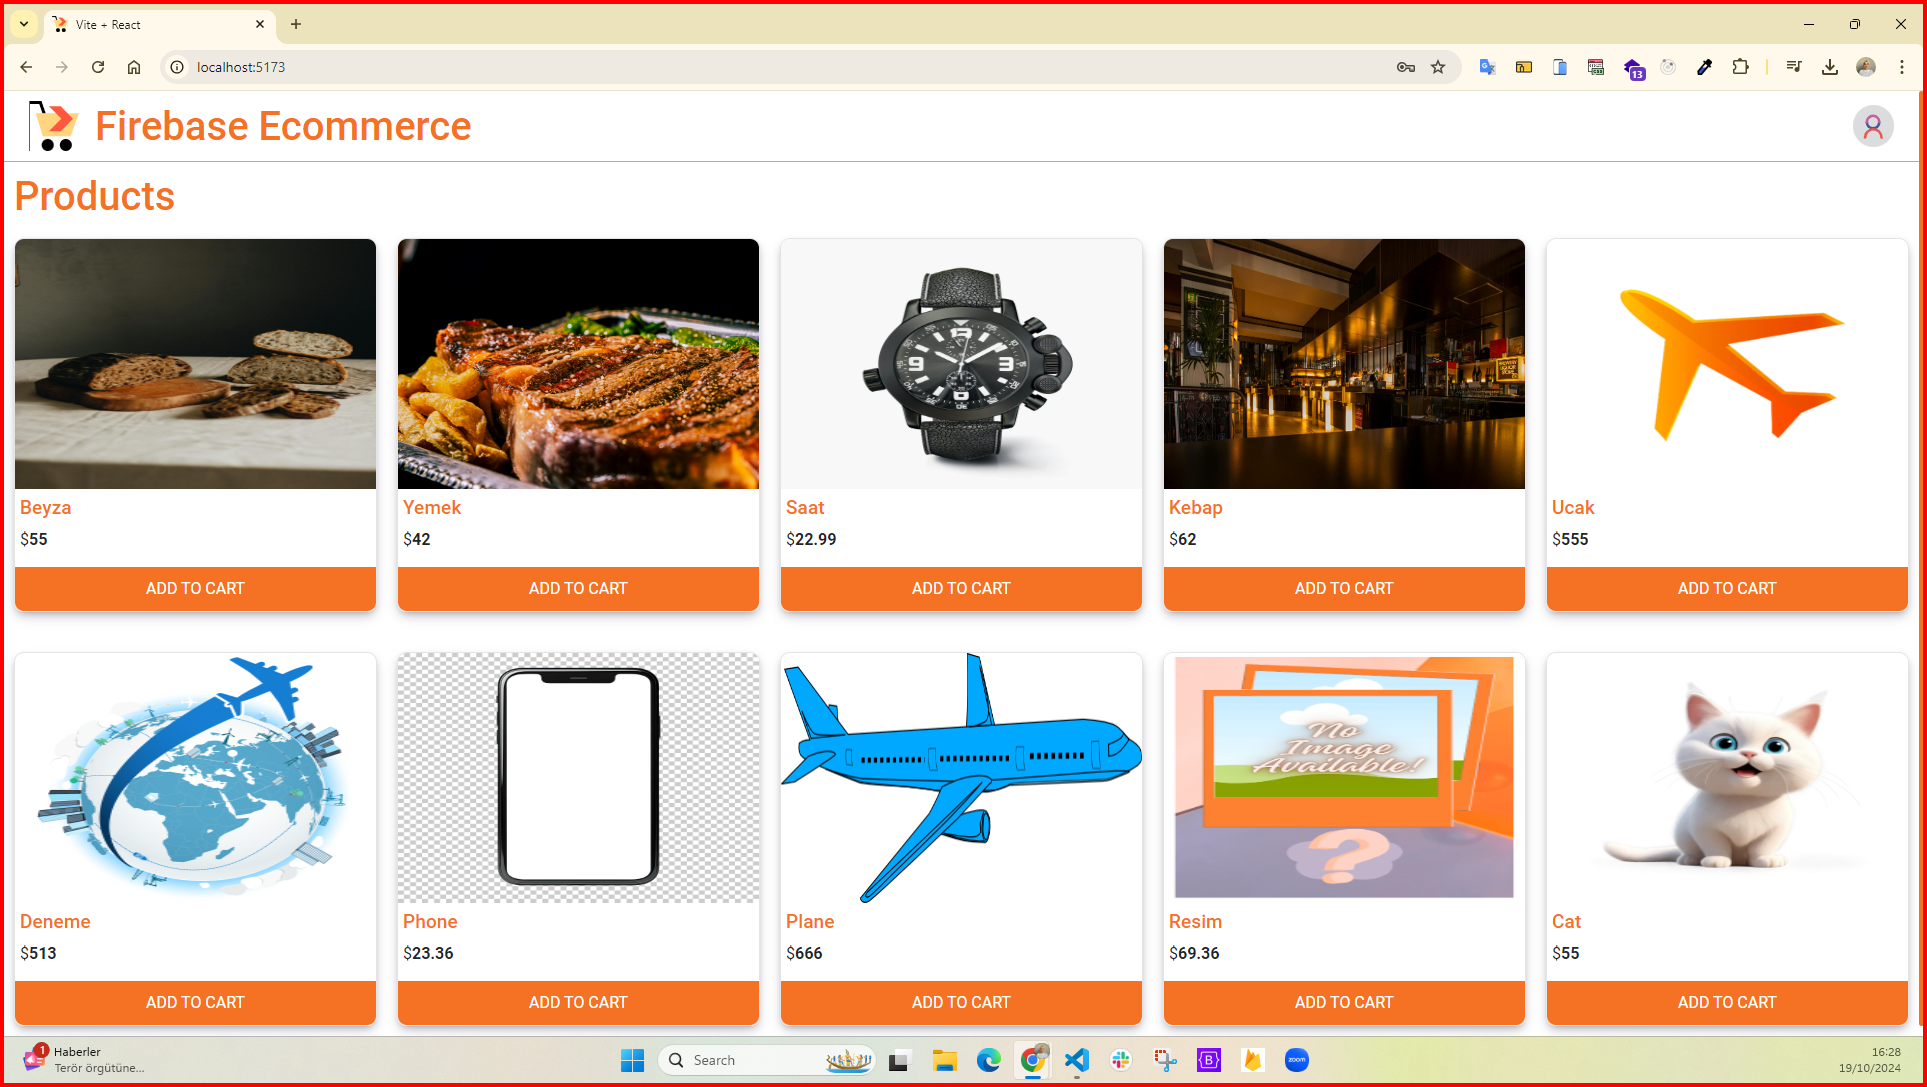 Vite + React
localhost:5173
13
Firebase Ecommerce
Products
Beyza
$55
ADD TO CART
Yemek
$42
ADD TO CART
Saat
$22.99
ADD TO CART
Kebap
$62
ADD TO CART
Ucak
$555
ADD TO CART
No
Image
Available!
?
Deneme
$513
ADD TO CART
Phone
$23.36
ADD TO CART
Plane
$666
ADD TO CART
Resim
$69.36
ADD TO CART
Cat
$55
ADD TO CART
1
Haberler
Terör örgütüne...
Search
B
zoom
16:28
19/10/2024